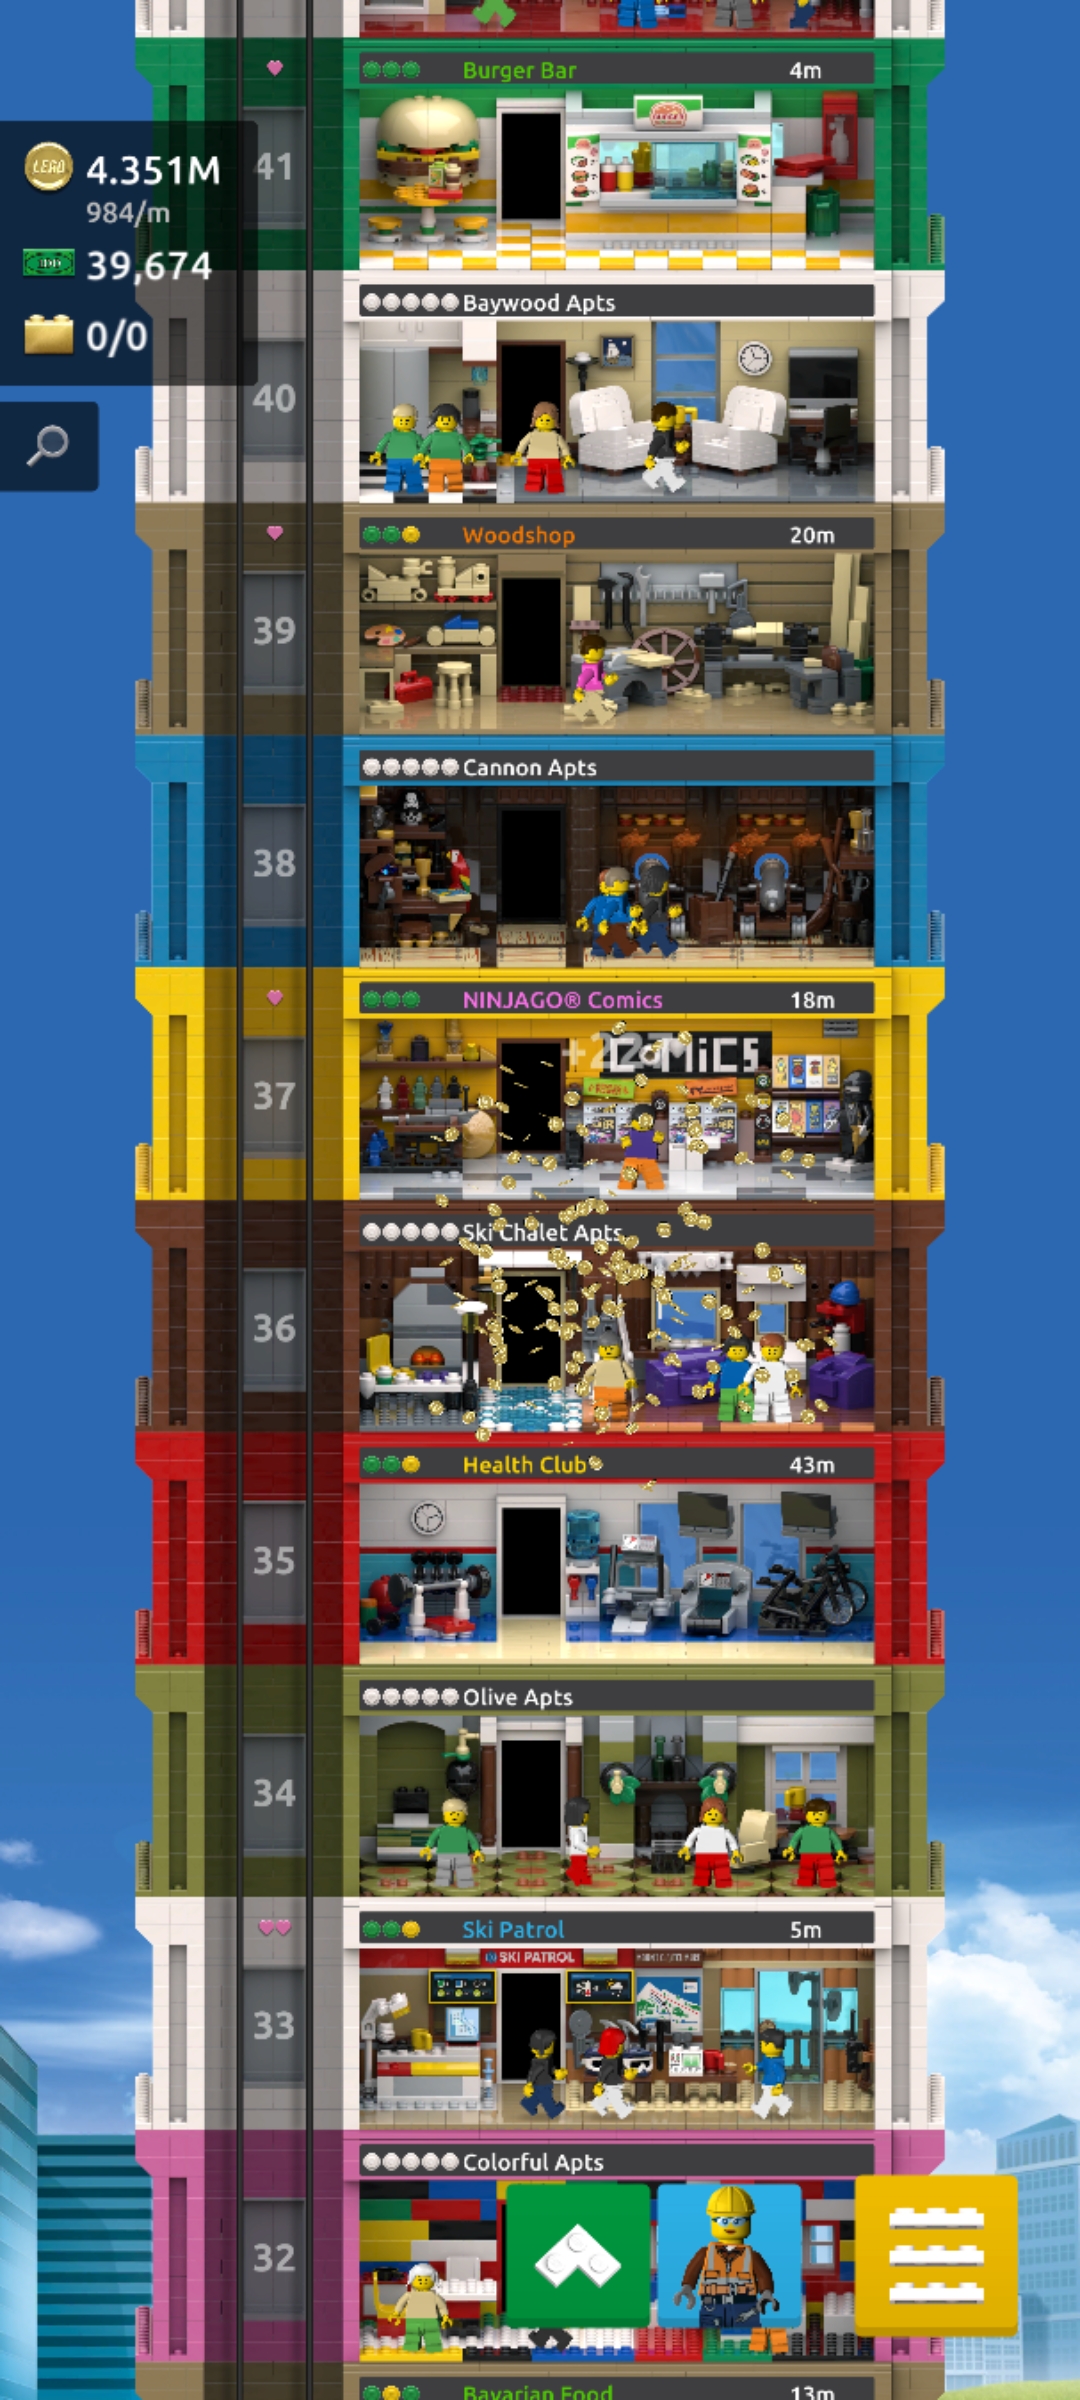 Burger Bar 4m
LEGO 4.351M
984/m
41
39,674
Baywood Apts
0/0
40
Woodshop 20m
39
Cannon Apts
38
NINJAGO® Comics 18m
COMiCS
37
Ski Chalet Apts
36
Health Club 43m
35
Olive Apts
34
Ski Patrol 5m
SKI PATROL
33
Colorful Apts
32
Bavarian Food 13m